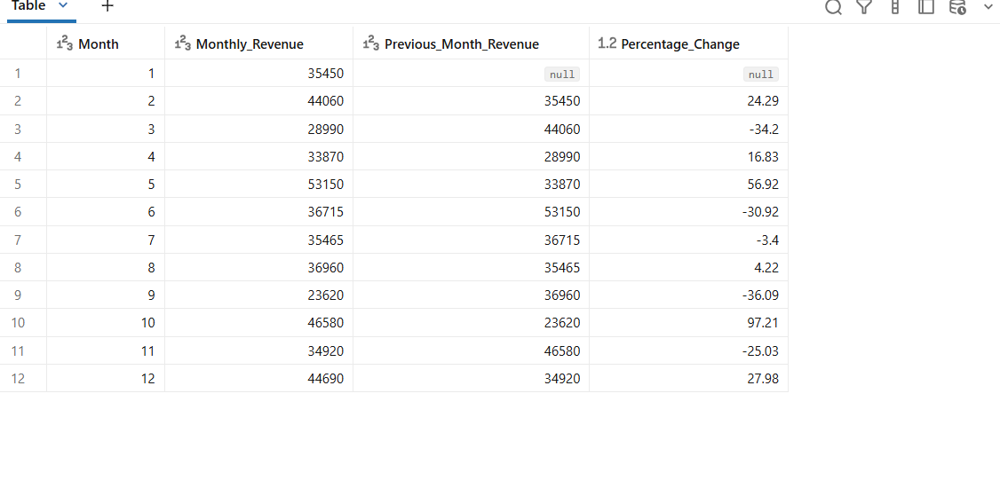 Table +
1²3 Month 1²3 Monthly_Revenue 1²3 Previous_Month_Revenue 1.2 Percentage_Change
1 1 35450 null null
2 2 44060 35450 24.29
3 3 28990 44060 -34.2
4 4 33870 28990 16.83
5 5 53150 33870 56.92
6 6 36715 53150 -30.92
7 7 35465 36715 -3.4
8 8 36960 35465 4.22
9 9 23620 36960 -36.09
10 10 46580 23620 97.21
11 11 34920 46580 -25.03
12 12 44690 34920 27.98